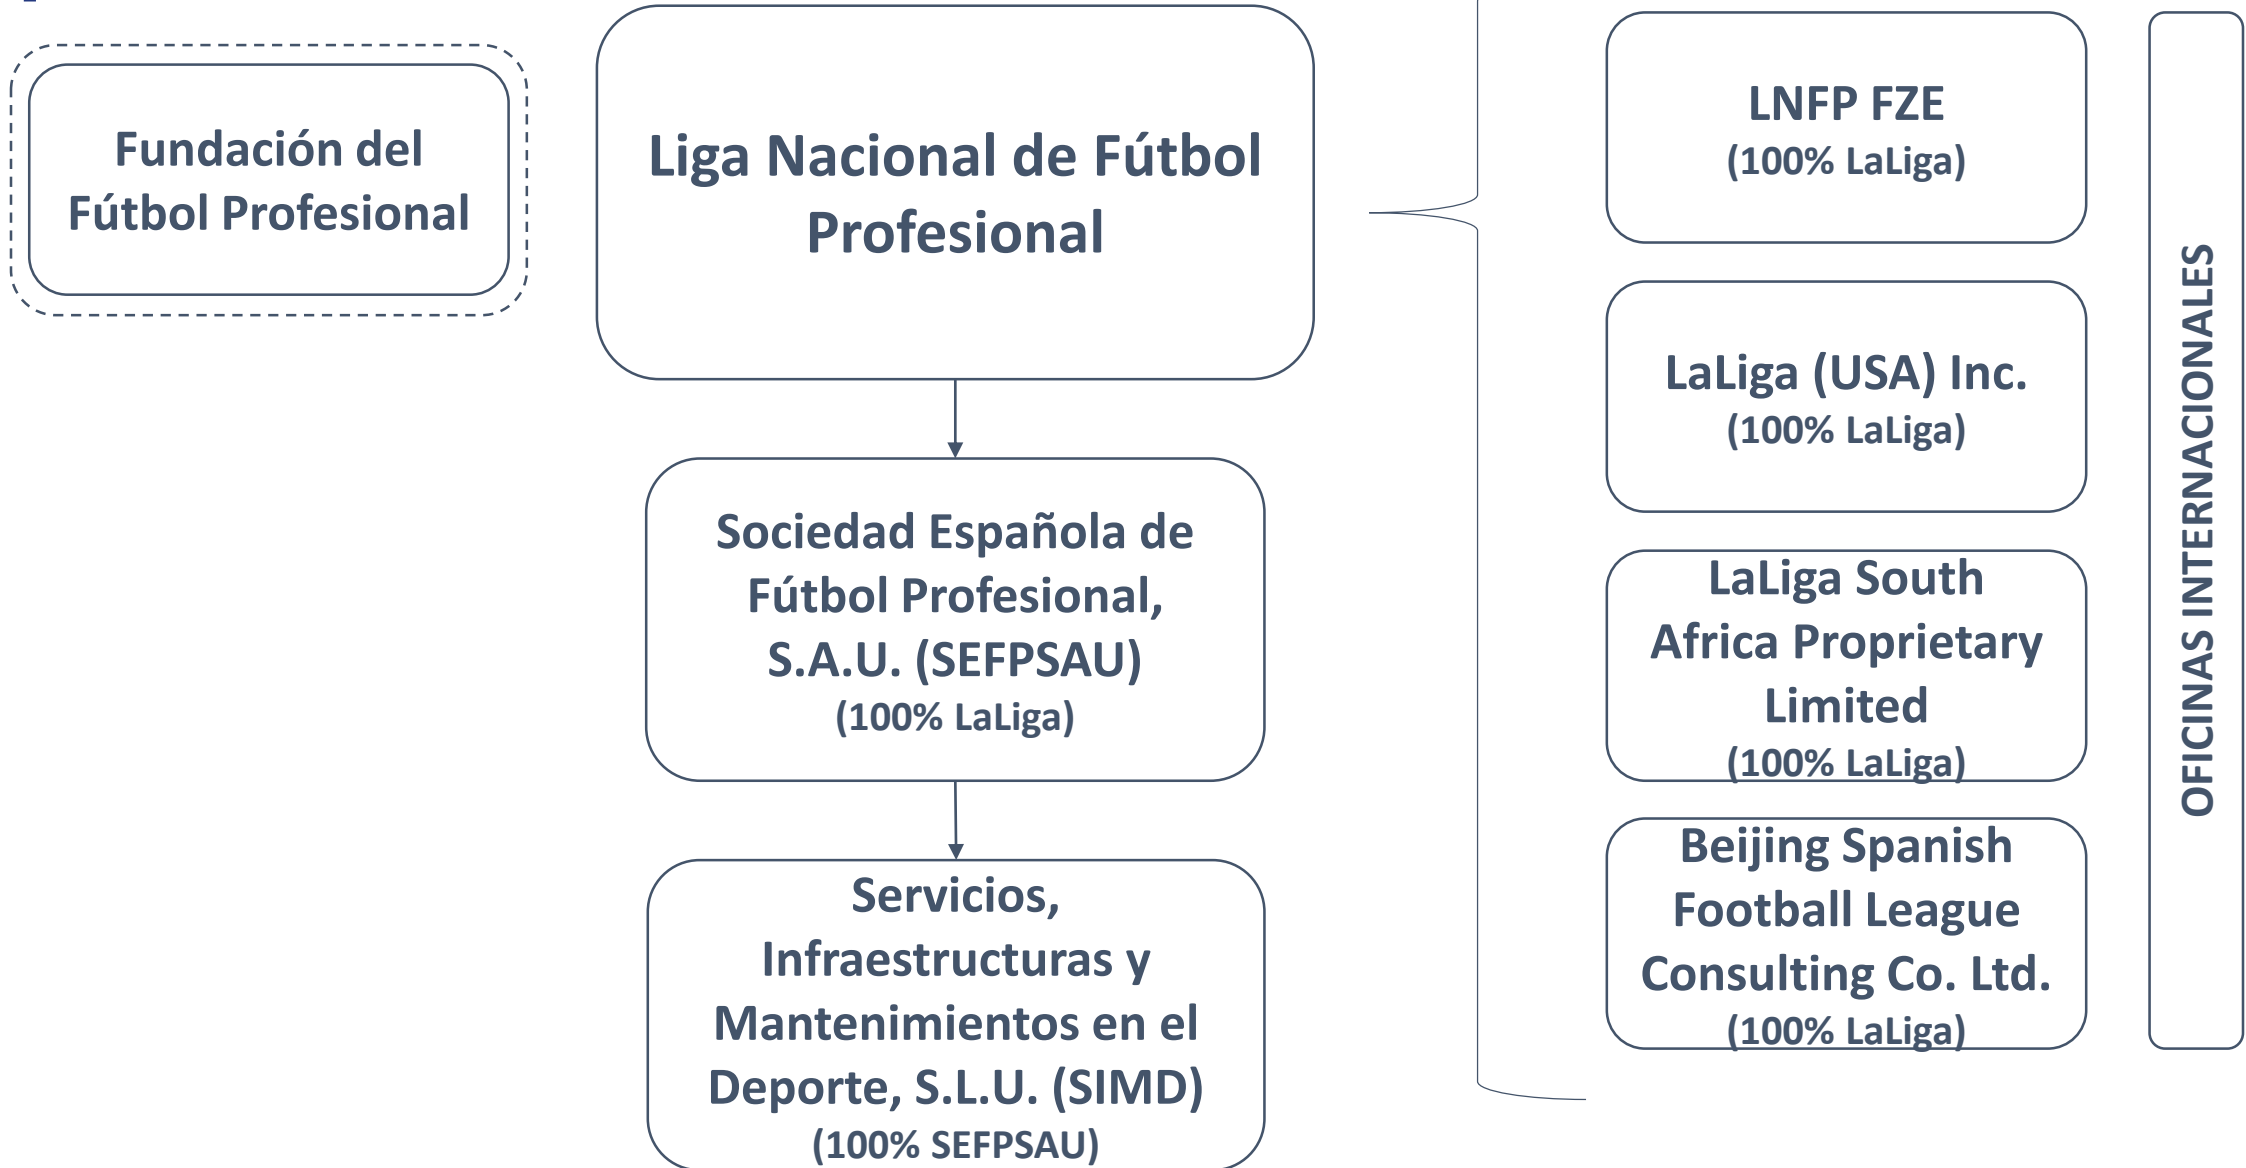 Fundación del
Fútbol Profesional
Liga Nacional de Fútbol
Profesional
Sociedad Española de
Fútbol Profesional,
S.A.U. (SEFPSAU)
(100% LaLiga)
Servicios,
Infraestructuras y
Mantenimientos en el
Deporte, S.L.U. (SIMD)
(100% SEFPSAU)
LNFP FZE
(100% LaLiga)
LaLiga (USA) Inc.
(100% LaLiga)
LaLiga South
Africa Proprietary
Limited
(100% LaLiga)
Beijing Spanish
Football League
Consulting Co. Ltd.
(100% LaLiga)
OFICINAS INTERNACIONALES